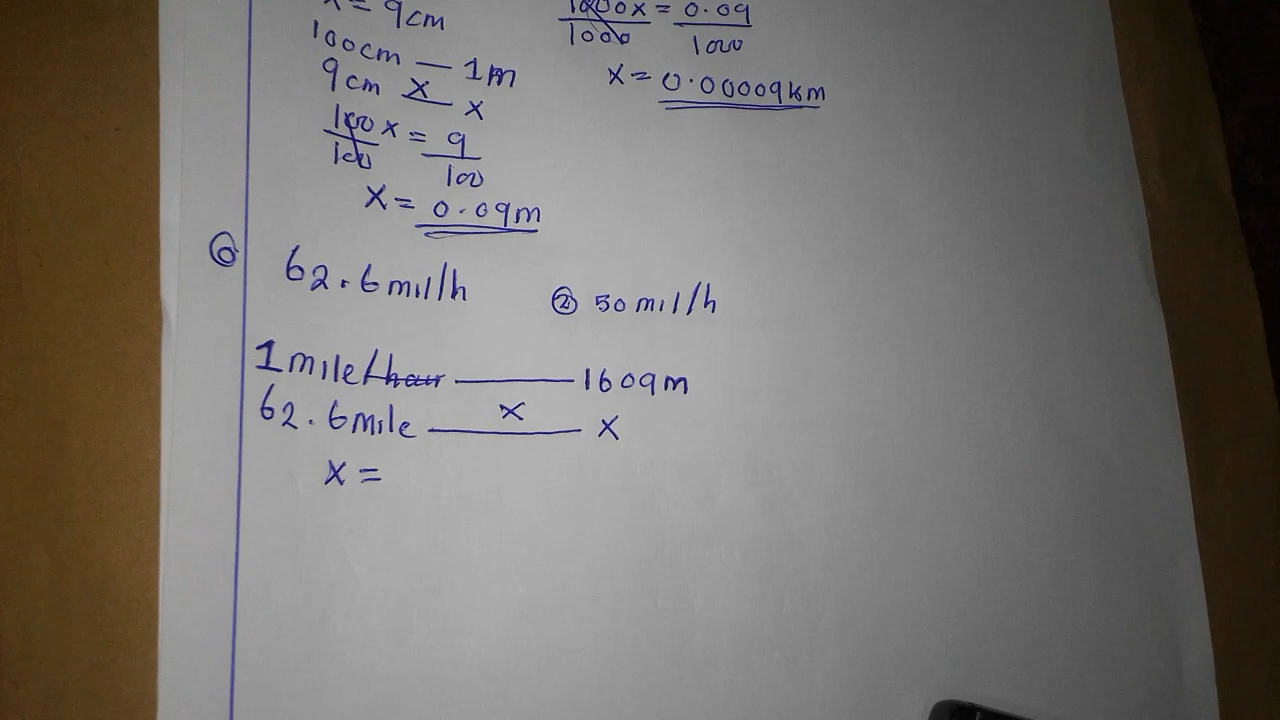 x = 9cm
100cm — 1m
9cm x x
100x = 9
100 100
x = 0.09m
1000x = 0.09
1000 1000
x = 0.00009km
6
62.6mil/h
② 50mil/h
1mile/hour 1609m
62.6mile x x
x =